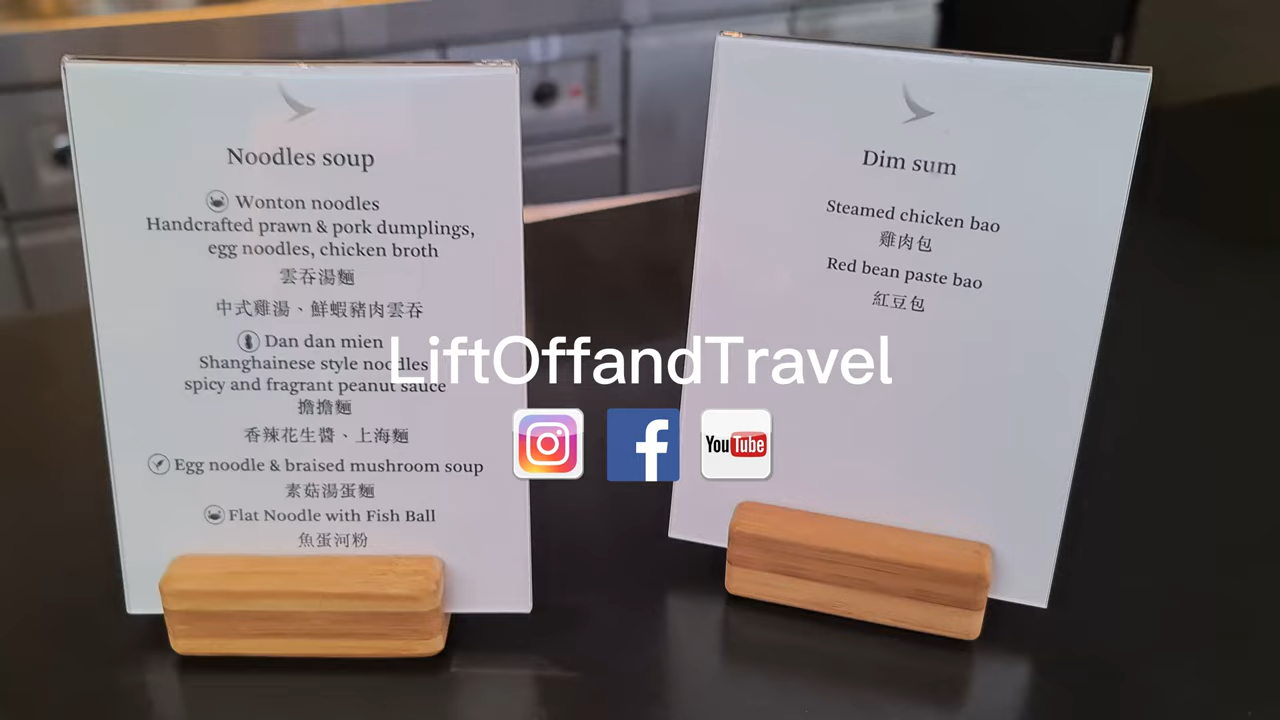 Noodles soup
Wonton noodles
Handcrafted prawn & pork dumplings,
egg noodles, chicken broth
雲吞湯麵
中式雞湯、鮮蝦豬肉雲吞
Dan dan mien
Shanghainese style noodles
spicy and fragrant peanut sauce
擔擔麵
香辣花生醬、上海麵
Egg noodle & braised mushroom soup
素菇湯蛋麵
Flat Noodle with Fish Ball
魚蛋河粉
Dim sum
Steamed chicken bao
雞肉包
Red bean paste bao
紅豆包
LiftOffandTravel
YouTube